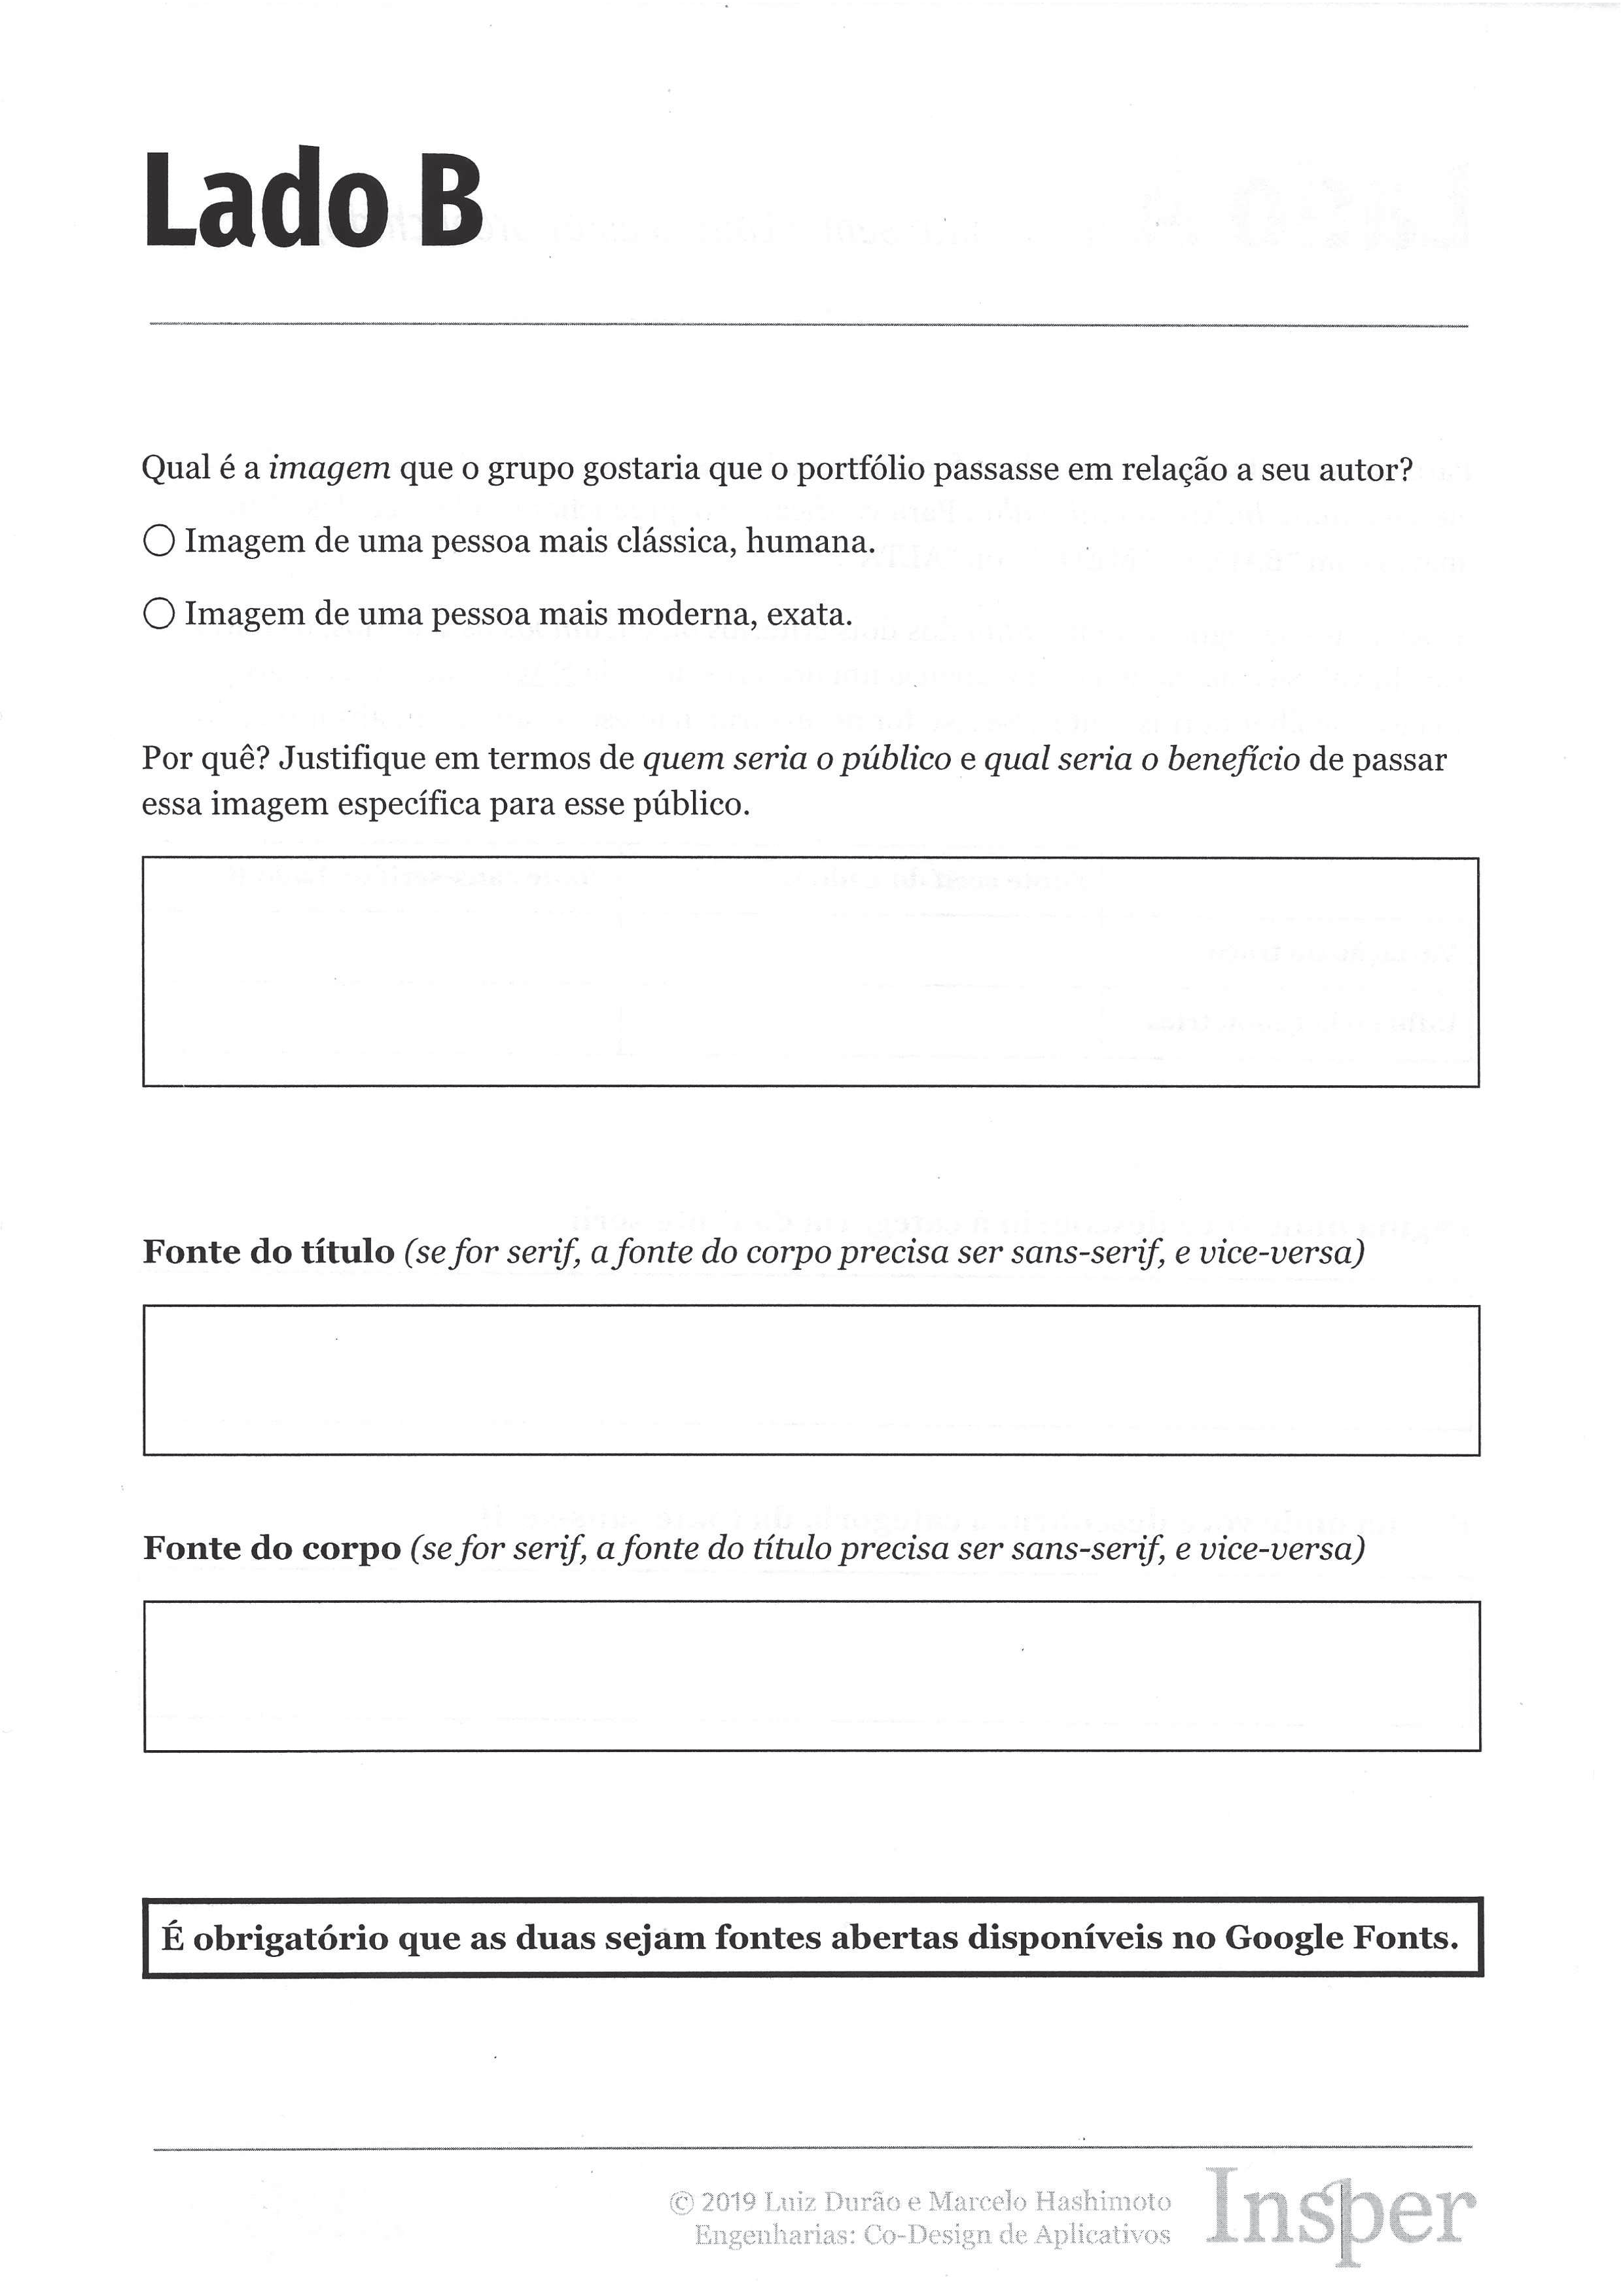 Lado B
Qual é a imagem que o grupo gostaria que o portfólio passasse em relação a seu autor?
Imagem de uma pessoa mais clássica, humana.
Imagem de uma pessoa mais moderna, exata.
Por quê? Justifique em termos de quem seria o público e qual seria o benefício de passar
essa imagem específica para esse público.
Fonte do título (se for serif, a fonte do corpo precisa ser sans-serif, e vice-versa)
Fonte do corpo (se for serif, a fonte do título precisa ser sans-serif, e vice-versa)
É obrigatório que as duas sejam fontes abertas disponíveis no Google Fonts.
© 2019 Luiz Durão e Marcelo Hashimoto
Engenharias: Co-Design de Aplicativos
Insper